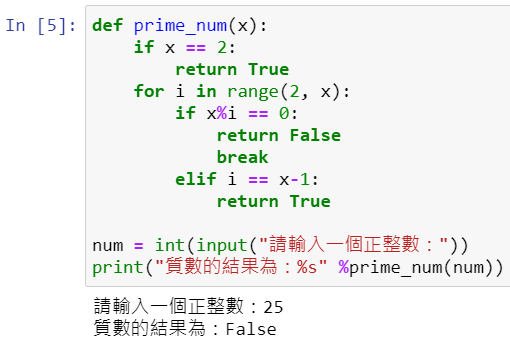 In [5]: def prime_num(x):
    if x == 2:
        return True
    for i in range(2, x):
        if x%i == 0:
            return False
            break
        elif i == x-1:
            return True
num = int(input("請輸入一個正整數："))
print("質數的結果為：%s" %prime_num(num))
請輸入一個正整數：25
質數的結果為：False